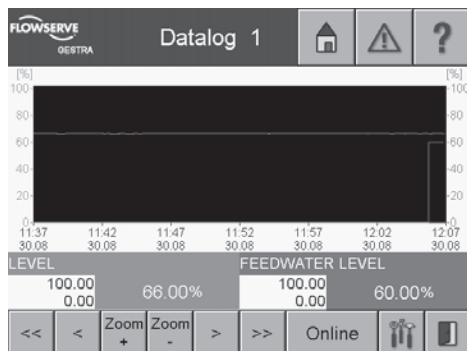 FLOWSERVE
GESTRA
Datalog 1
?
[%] [%]
100 100
80 80
60 60
40 40
20 20
0 0
11:37 11:42 11:47 11:52 11:57 12:02 12:07
30.08 30.08 30.08 30.08 30.08 30.08 30.08
LEVEL FEEDWATER LEVEL
100.00 100.00
0.00 66.00% 0.00 60.00%
<< < Zoom + Zoom - > >> Online